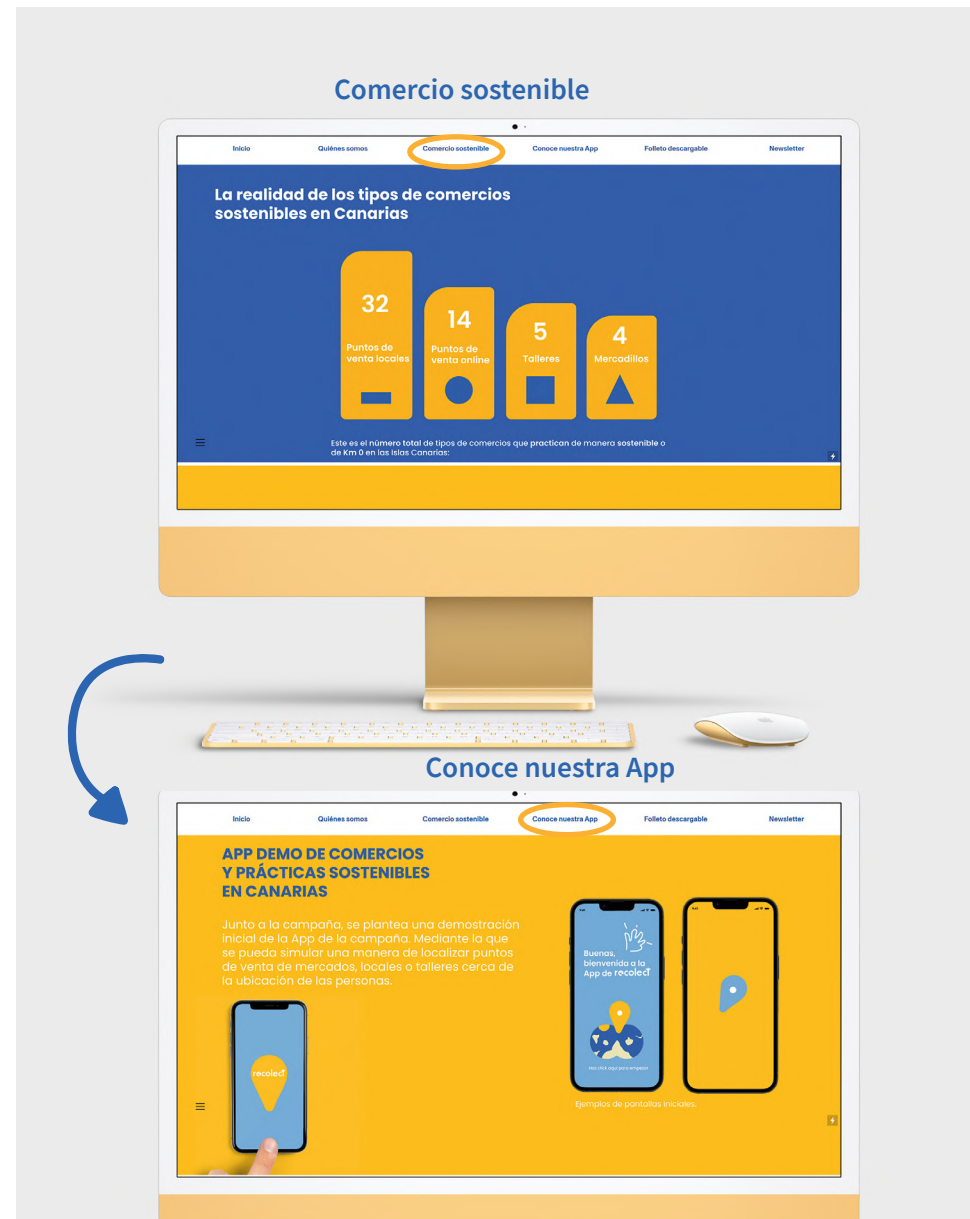 Comercio sostenible
Inicio
Quiénes somos
Comercio sostenible
Conoce nuestra App
Folleto descargable
Newsletter
La realidad de los tipos de comercios
sostenibles en Canarias
32
Puntos de
venta locales
14
Puntos de
venta online
5
Talleres
4
Mercadillos
Este es el número total de tipos de comercios que practican de manera sostenible o
de Km 0 en las Islas Canarias:
Conoce nuestra App
Inicio
Quiénes somos
Comercio sostenible
Conoce nuestra App
Folleto descargable
Newsletter
APP DEMO DE COMERCIOS
Y PRÁCTICAS SOSTENIBLES
EN CANARIAS
Junto a la campaña, se plantea una demostración
inicial de la App de la campaña. Mediante la que
se pueda simular una manera de localizar puntos
de venta de mercados, locales o talleres cerca de
la ubicación de las personas.
recolect
Buenas,
bienvenida a la
App de recolect
Haz click aquí para empezar
Ejemplos de pantallas iniciales.